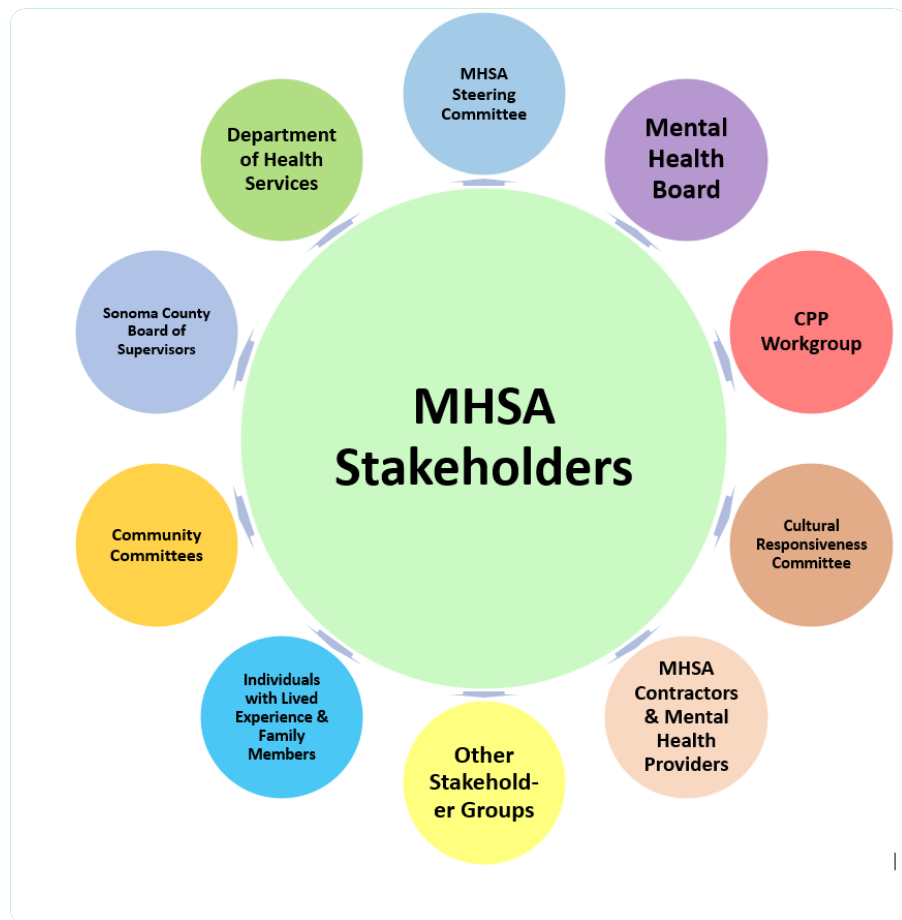 MHSA
Steering
Committee
Mental
Health
Board
CPP
Workgroup
Cultural
Responsiveness
Committee
MHSA
Contractors
& Mental
Health
Providers
Other
Stakehold-
er Groups
Individuals
with Lived
Experience &
Family
Members
Community
Committees
Sonoma County
Board of
Supervisors
Department
of Health
Services
MHSA
Stakeholders